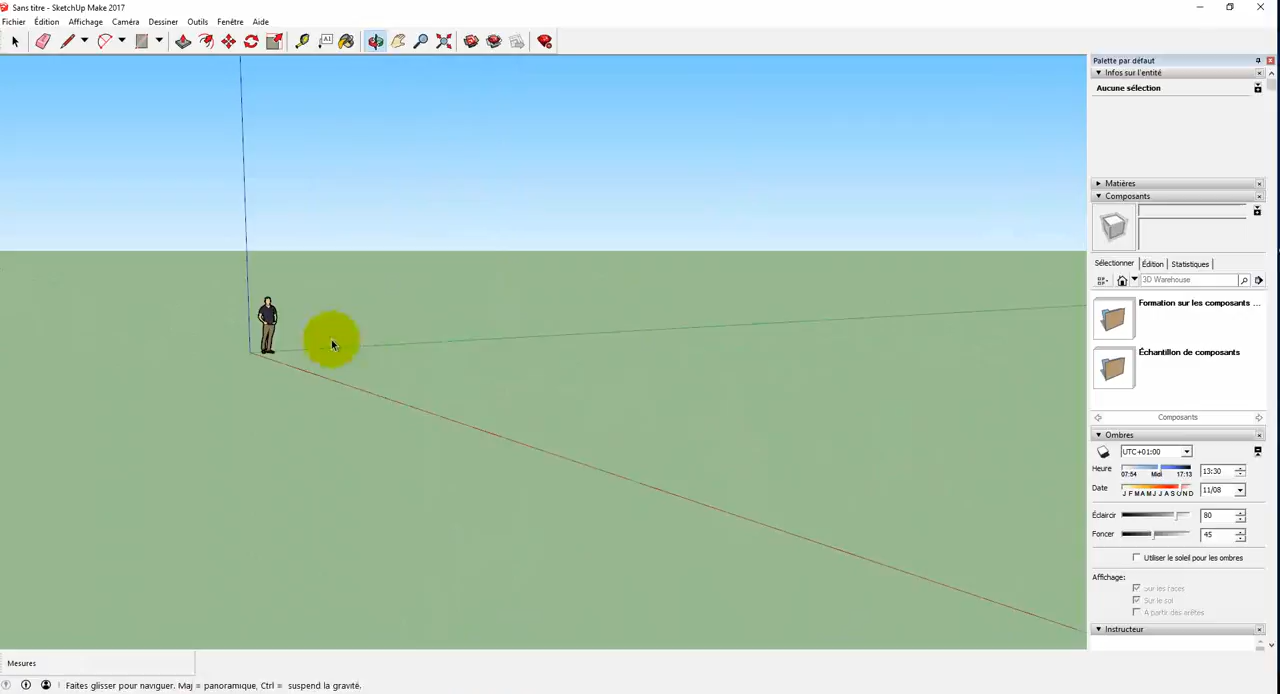 Sans titre - SketchUp Make 2017
Fichier Édition Affichage Caméra Dessiner Outils Fenêtre Aide
Palette par défaut
Infos sur l'entité
Aucune sélection
Matières
Composants
Sélectionner Édition Statistiques
3D Warehouse
Formation sur les composants ...
Échantillon de composants
Composants
Ombres
UTC+01:00
Heure 07:54 Midi 17:13 13:30
Date J F M A M J J A S O N D 11/08
Éclaircir 80
Foncer 45
Utiliser le soleil pour les ombres
Affichage:
Sur les faces
Sur le sol
A partir des arêtes
Instructeur
Mesures
Faites glisser pour naviguer. Maj = panoramique, Ctrl = suspend la gravité.